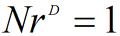 Nr^D = 1